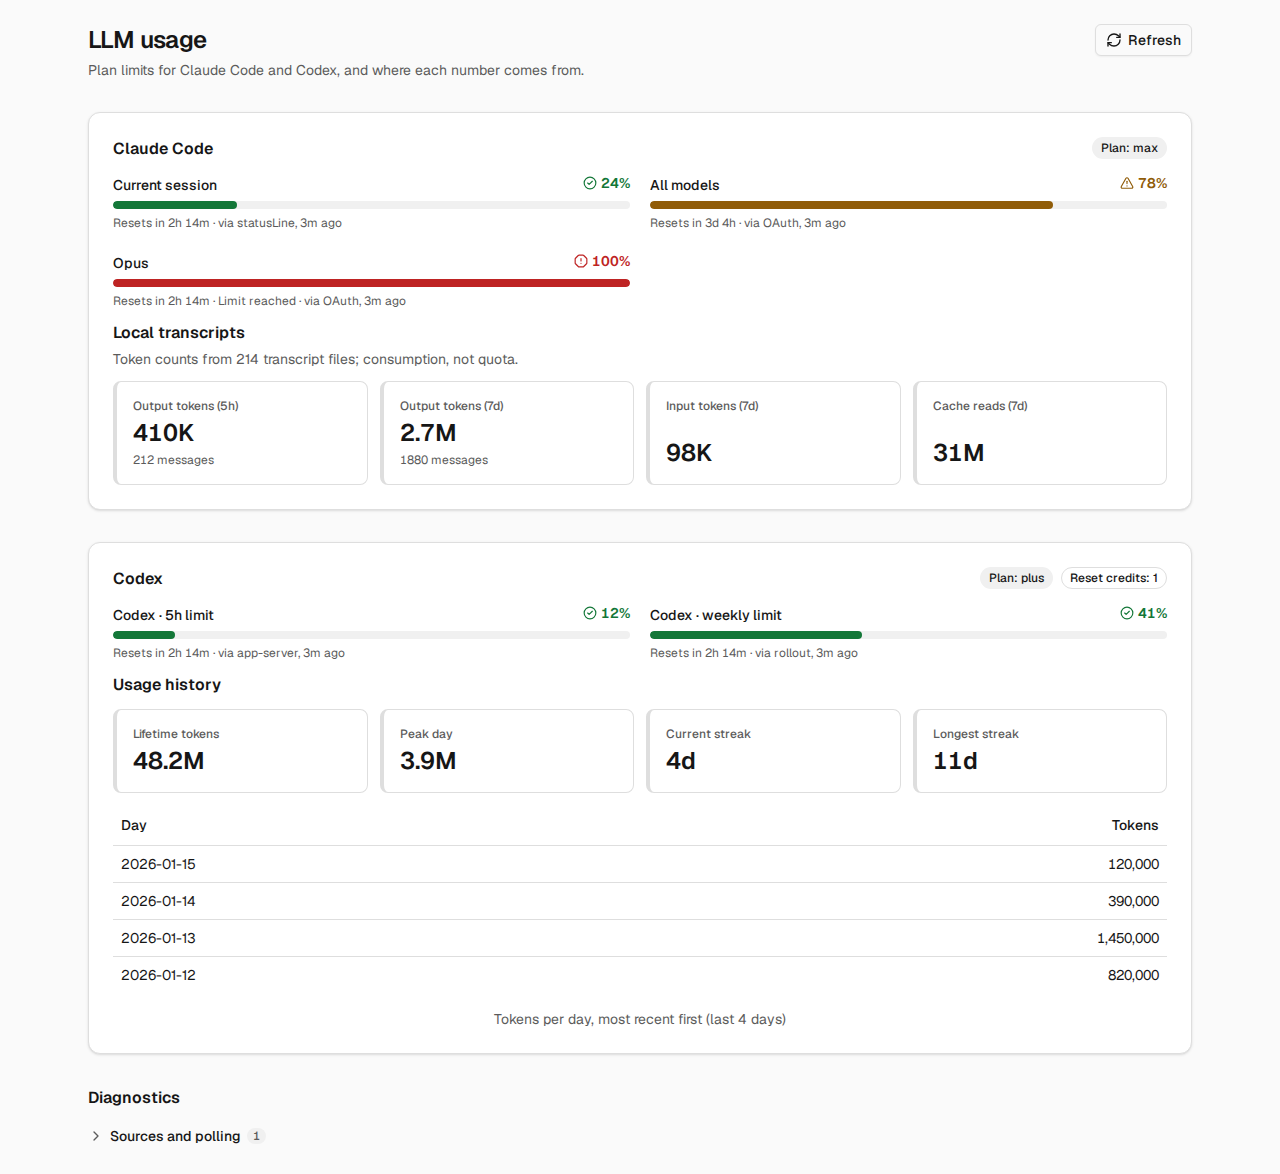 LLM usage
Refresh
Plan limits for Claude Code and Codex, and where each number comes from.
Claude Code
Plan: max
Current session
24%
Resets in 2h 14m · via statusLine, 3m ago
All models
78%
Resets in 3d 4h · via OAuth, 3m ago
Opus
100%
Resets in 2h 14m · Limit reached · via OAuth, 3m ago
Local transcripts
Token counts from 214 transcript files; consumption, not quota.
Output tokens (5h)
410K
212 messages
Output tokens (7d)
2.7M
1880 messages
Input tokens (7d)
98K
Cache reads (7d)
31M
Codex
Plan: plus
Reset credits: 1
Codex · 5h limit
12%
Resets in 2h 14m · via app-server, 3m ago
Codex · weekly limit
41%
Resets in 2h 14m · via rollout, 3m ago
Usage history
Lifetime tokens
48.2M
Peak day
3.9M
Current streak
4d
Longest streak
11d
Day Tokens
2026-01-15 120,000
2026-01-14 390,000
2026-01-13 1,450,000
2026-01-12 820,000
Tokens per day, most recent first (last 4 days)
Diagnostics
Sources and polling 1